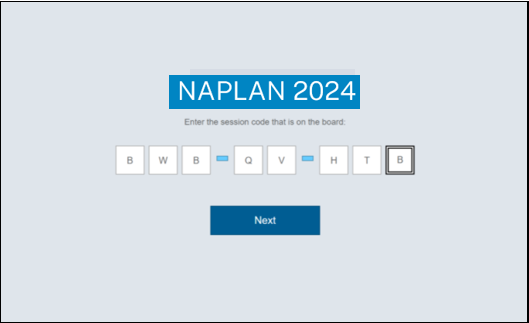 NAPLAN 2024
Enter the session code that is on the board:
B W B - Q V - H T B
Next